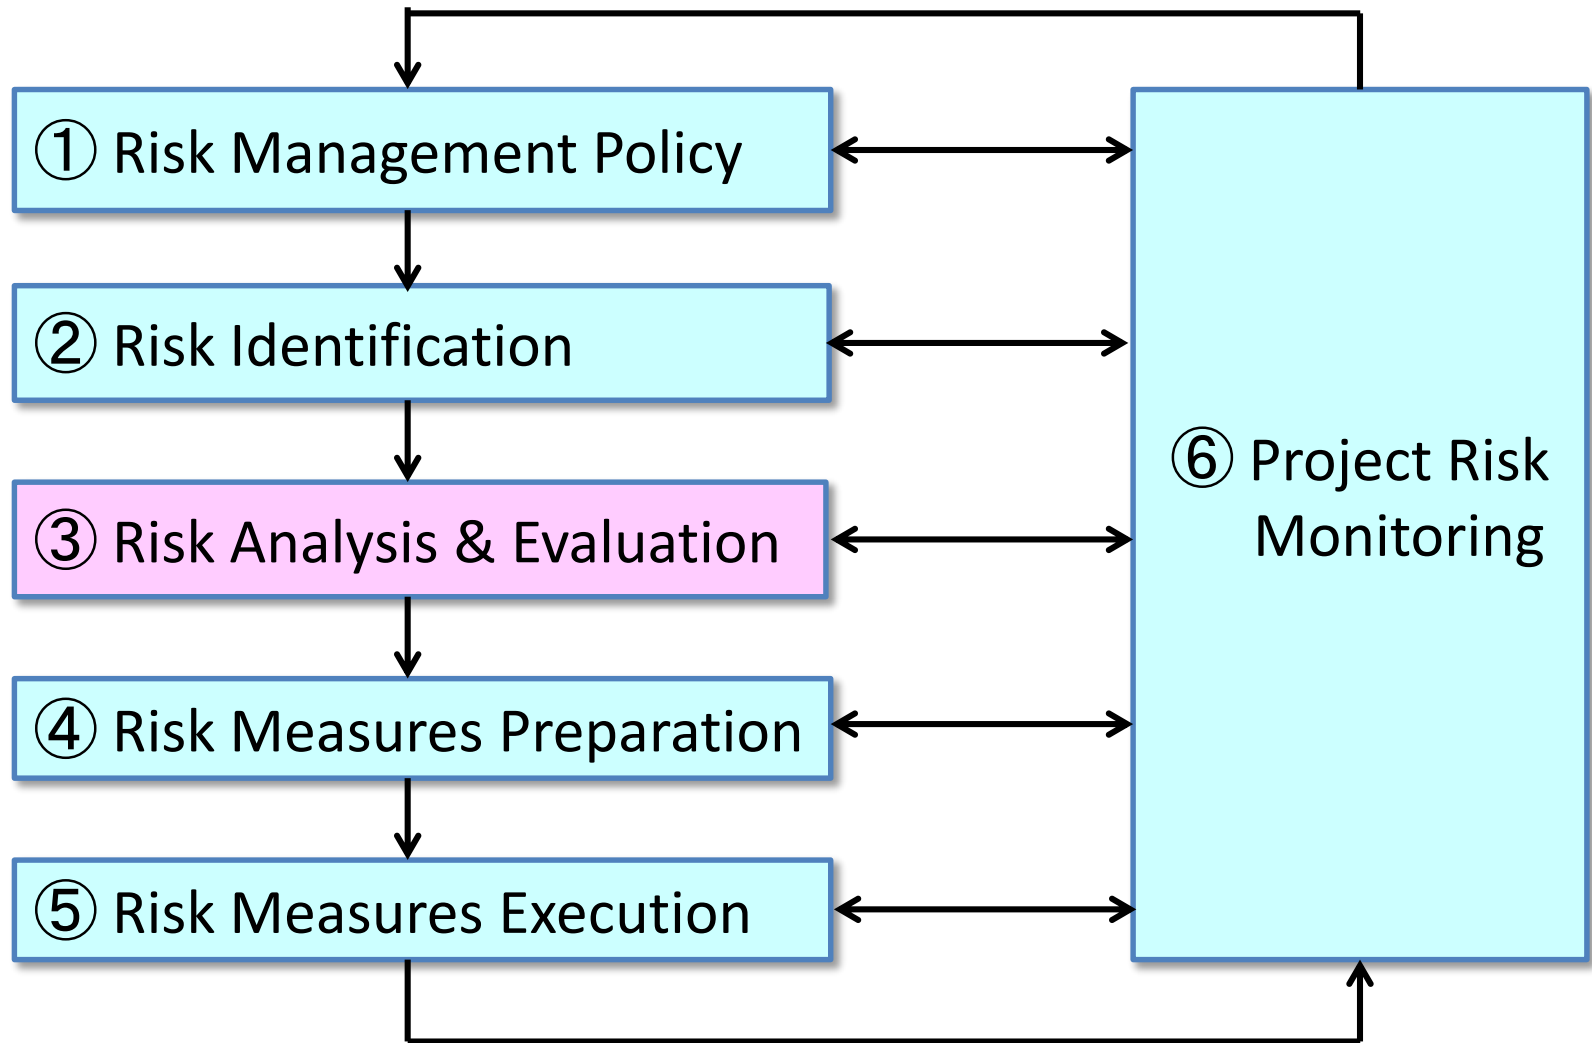 ① Risk Management Policy
② Risk Identification
③ Risk Analysis & Evaluation
④ Risk Measures Preparation
⑤ Risk Measures Execution
⑥ Project Risk
Monitoring